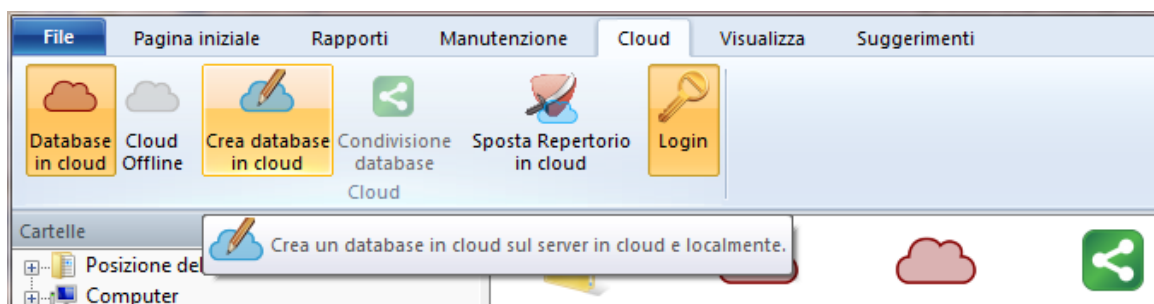 File Pagina iniziale Rapporti Manutenzione Cloud Visualizza Suggerimenti
Database in cloud
Cloud Offline
Crea database in cloud
Condivisione database
Sposta Repertorio in cloud
Login
Cloud
Cartelle
Crea un database in cloud sul server in cloud e localmente.
Posizione del
Computer